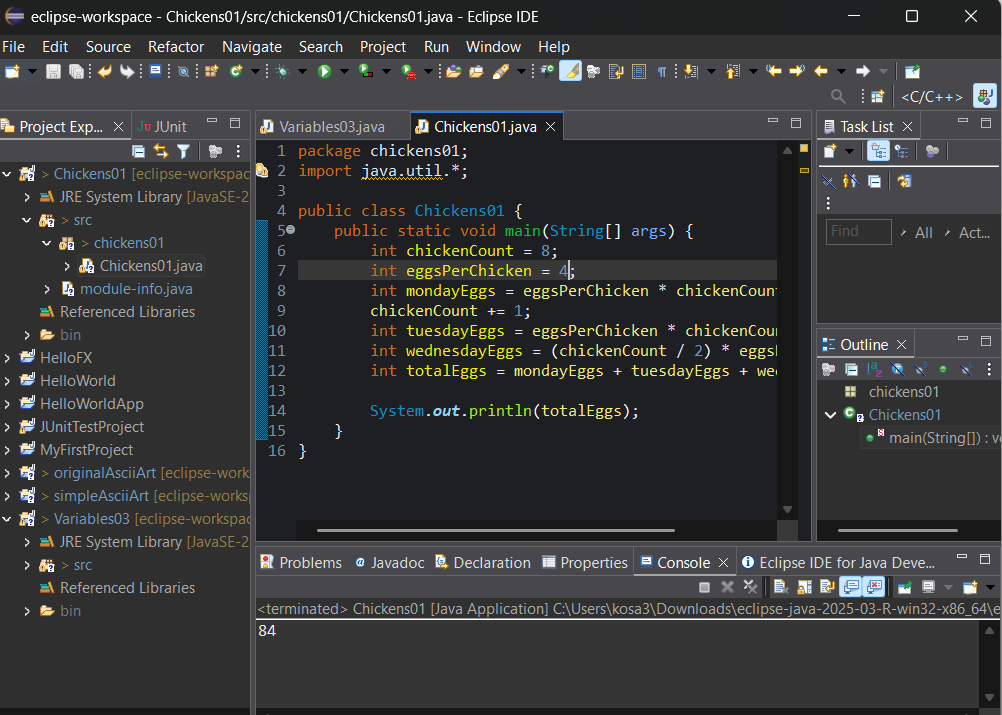 eclipse-workspace - Chickens01/src/chickens01/Chickens01.java - Eclipse IDE
File Edit Source Refactor Navigate Search Project Run Window Help
<C/C++>
Project Exp...
JUnit
> Chickens01 [eclipse-workspac
JRE System Library [JavaSE-2
> src
> chickens01
Chickens01.java
module-info.java
Referenced Libraries
bin
HelloFX
HelloWorld
HelloWorldApp
JUnitTestProject
MyFirstProject
> originalAsciiArt [eclipse-work
> simpleAsciiArt [eclipse-works
> Variables03 [eclipse-workspac
JRE System Library [JavaSE-2
> src
Referenced Libraries
bin
Variables03.java
Chickens01.java
1 package chickens01;
2 import java.util.*;
3
4 public class Chickens01 {
5 public static void main(String[] args) {
6 int chickenCount = 8;
7 int eggsPerChicken = 4;
8 int mondayEggs = eggsPerChicken * chickenCount
9 chickenCount += 1;
10 int tuesdayEggs = eggsPerChicken * chickenCou
11 int wednesdayEggs = (chickenCount / 2) * eggsP
12 int totalEggs = mondayEggs + tuesdayEggs + wed
13
14 System.out.println(totalEggs);
15 }
16 }
Task List
Find
All
Act...
Outline
chickens01
Chickens01
main(String[]) : vo
Problems
Javadoc
Declaration
Properties
Console
Eclipse IDE for Java Deve...
<terminated> Chickens01 [Java Application] C:\Users\kosa3\Downloads\eclipse-java-2025-03-R-win32-x86_64\e
84